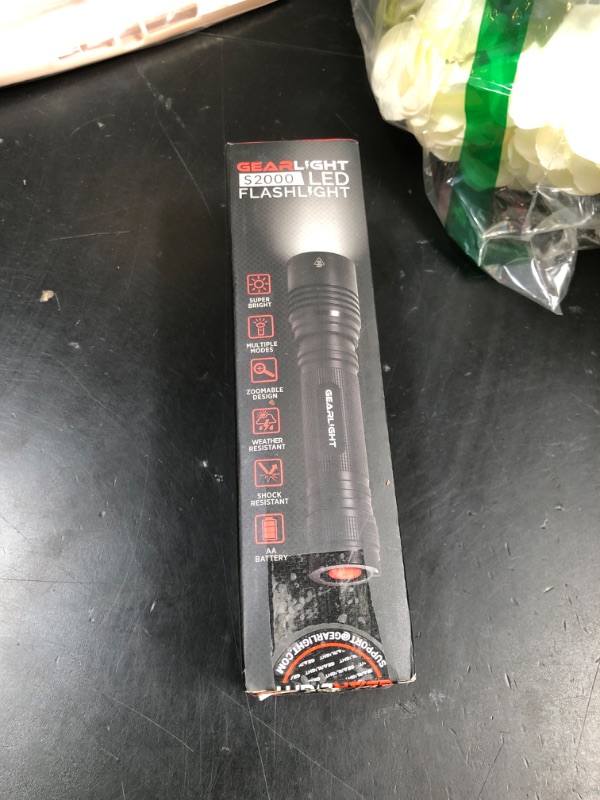 GEARLIGHT
S2000 LED
FLASHLIGHT
SUPER
BRIGHT
MULTIPLE
MODES
ZOOMABLE
DESIGN
WEATHER
RESISTANT
SHOCK
RESISTANT
AA
BATTERY
GEARLIGHT
SUPPORT@GEARLIGHT.COM